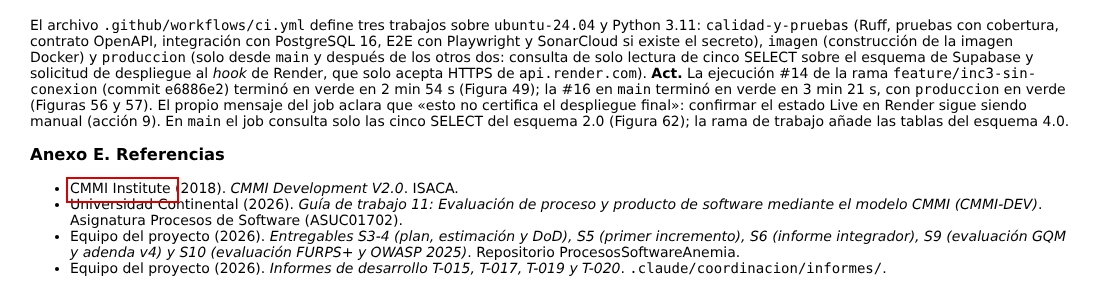 El archivo .github/workflows/ci.yml define tres trabajos sobre ubuntu-24.04 y Python 3.11: calidad-y-pruebas (Ruff, pruebas con cobertura,
contrato OpenAPI, integración con PostgreSQL 16, E2E con Playwright y SonarCloud si existe el secreto), imagen (construcción de la imagen
Docker) y produccion (solo desde main y después de los otros dos: consulta de solo lectura de cinco SELECT sobre el esquema de Supabase y
solicitud de despliegue al hook de Render, que solo acepta HTTPS de api.render.com). Act. La ejecución #14 de la rama feature/inc3-sin-
conexion (commit e6886e2) terminó en verde en 2 min 54 s (Figura 49); la #16 en main terminó en verde en 3 min 21 s, con produccion en verde
(Figuras 56 y 57). El propio mensaje del job aclara que «esto no certifica el despliegue final»: confirmar el estado Live en Render sigue siendo
manual (acción 9). En main el job consulta solo las cinco SELECT del esquema 2.0 (Figura 62); la rama de trabajo añade las tablas del esquema 4.0.
Anexo E. Referencias
• CMMI Institute (2018). CMMI Development V2.0. ISACA.
• Universidad Continental (2026). Guía de trabajo 11: Evaluación de proceso y producto de software mediante el modelo CMMI (CMMI-DEV).
Asignatura Procesos de Software (ASUC01702).
• Equipo del proyecto (2026). Entregables S3-4 (plan, estimación y DoD), S5 (primer incremento), S6 (informe integrador), S9 (evaluación GQM
y adenda v4) y S10 (evaluación FURPS+ y OWASP 2025). Repositorio ProcesosSoftwareAnemia.
• Equipo del proyecto (2026). Informes de desarrollo T-015, T-017, T-019 y T-020. .claude/coordinacion/informes/.